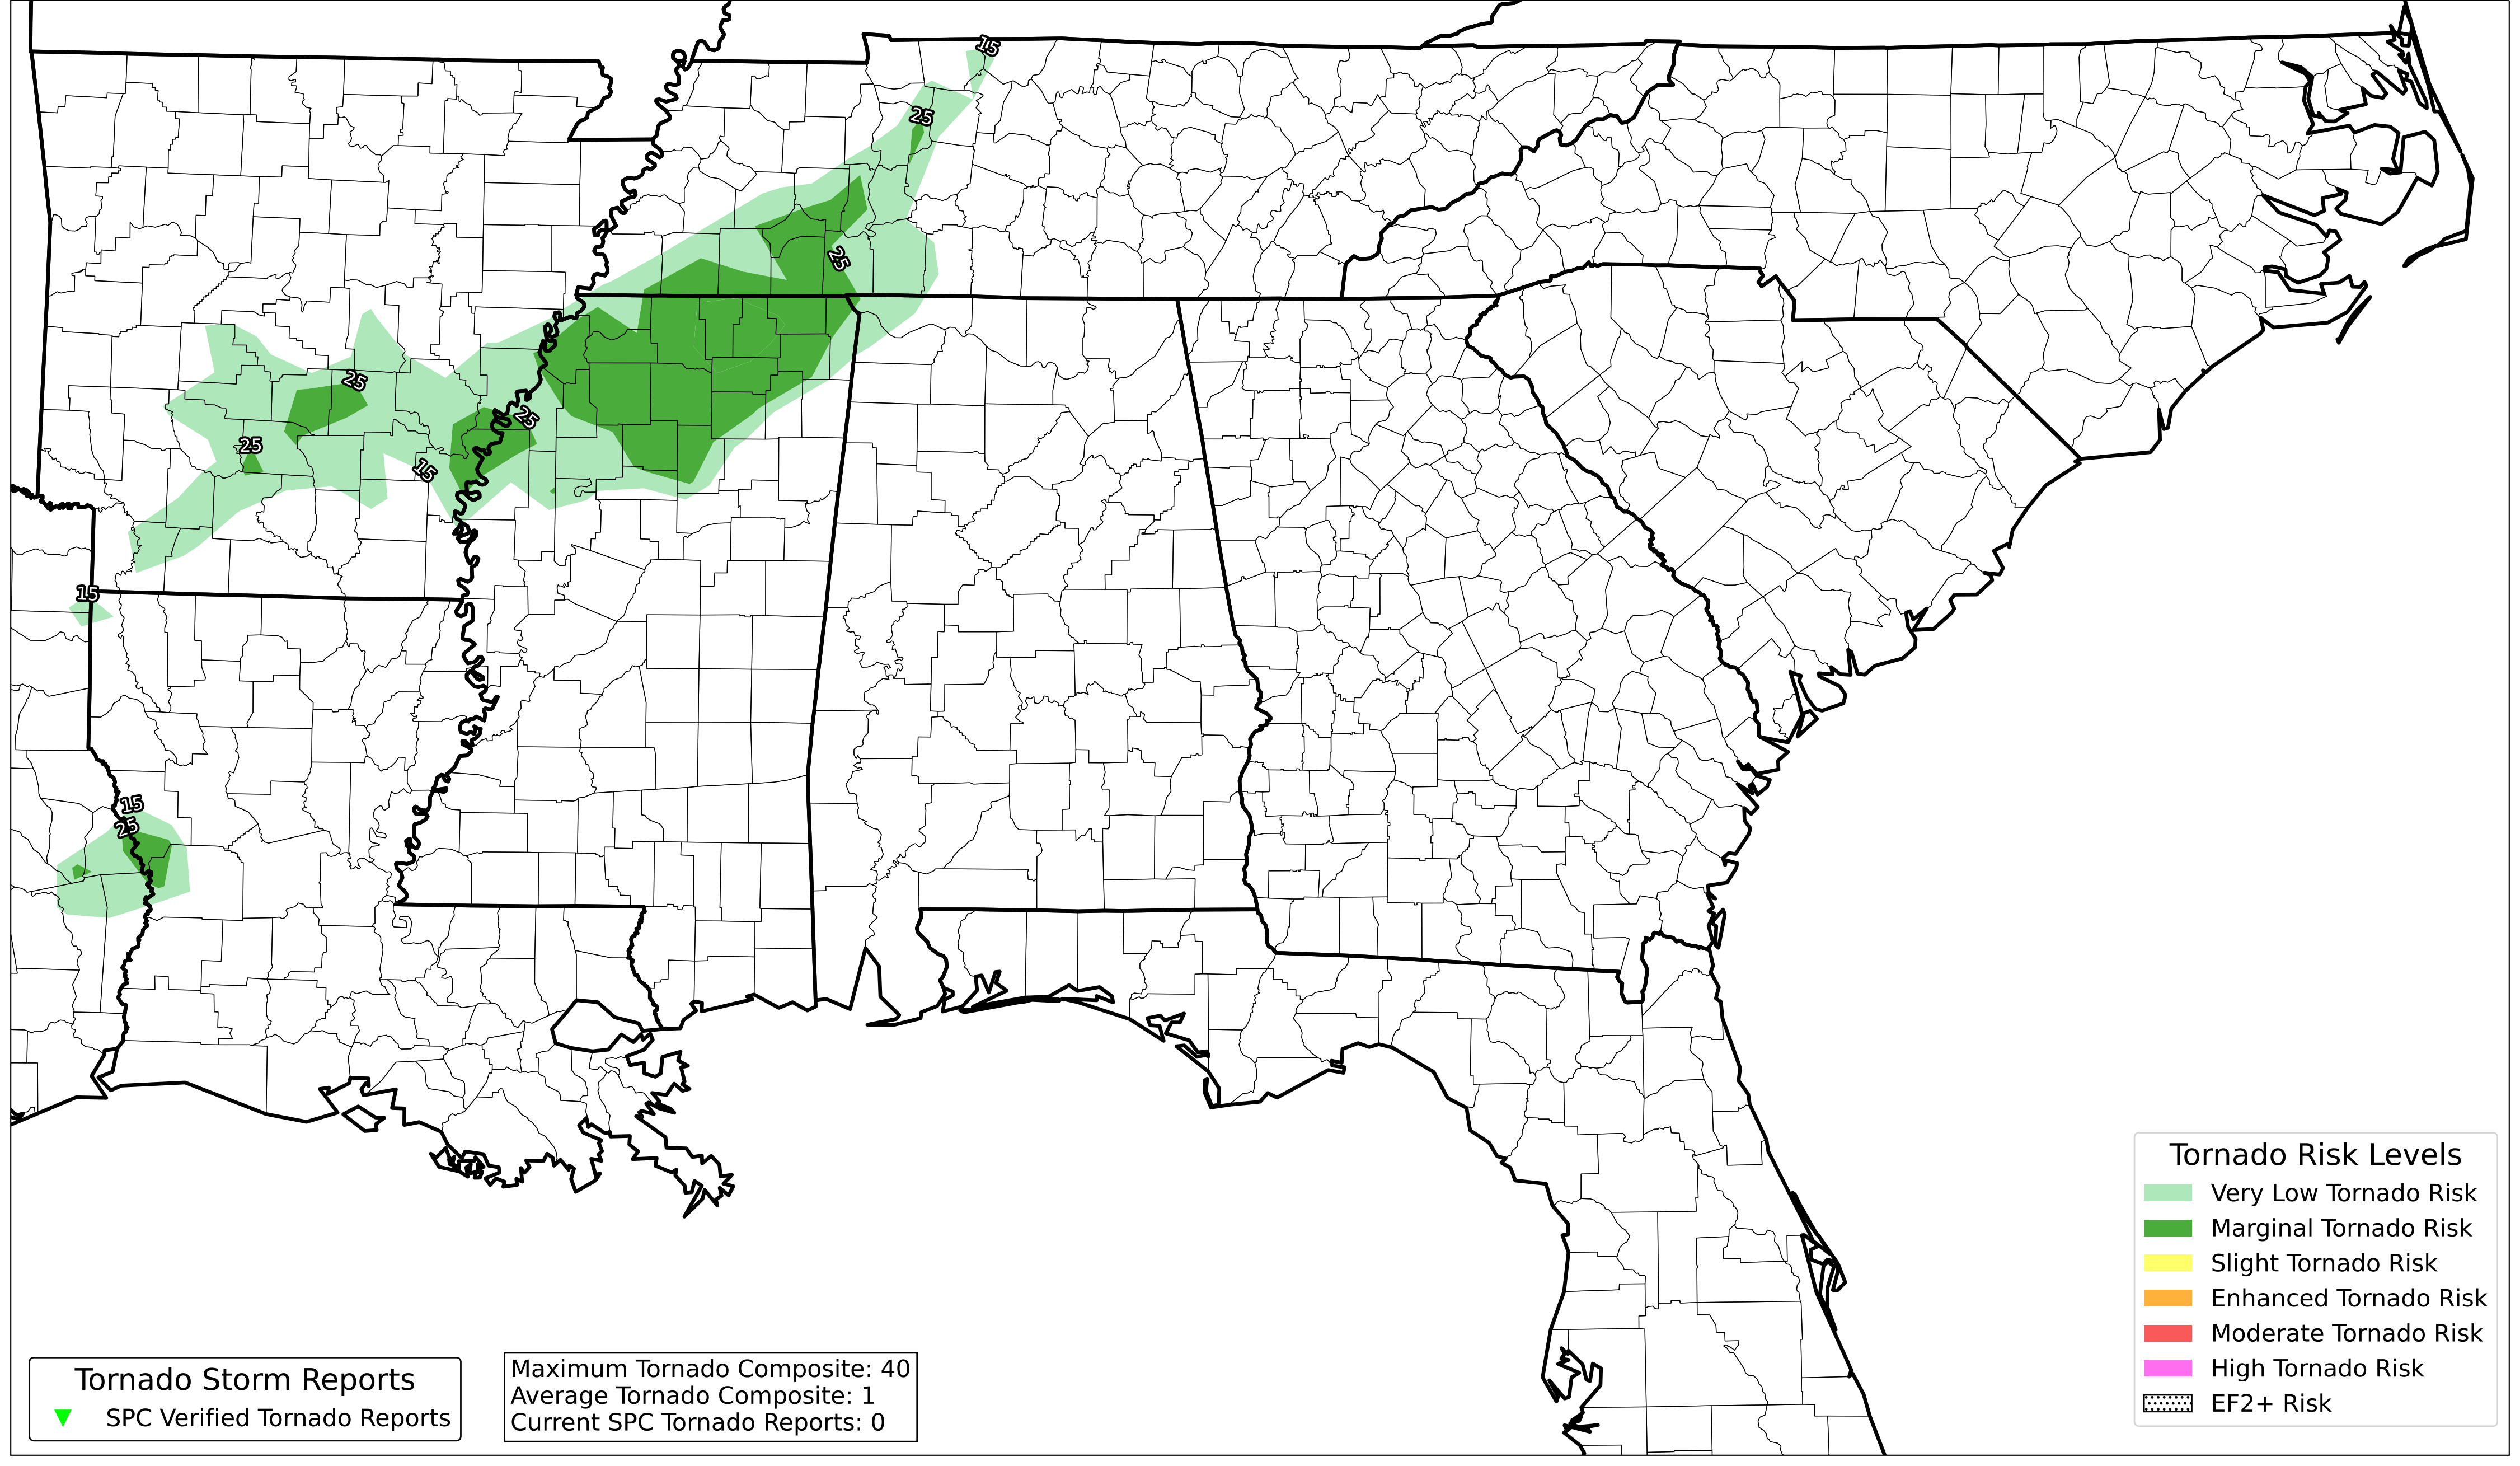 15
25
25
25
25
25
15
15
15
25
Tornado Risk Levels
Very Low Tornado Risk
Marginal Tornado Risk
Slight Tornado Risk
Enhanced Tornado Risk
Moderate Tornado Risk
High Tornado Risk
EF2+ Risk
Tornado Storm Reports
SPC Verified Tornado Reports
Maximum Tornado Composite: 40
Average Tornado Composite: 1
Current SPC Tornado Reports: 0